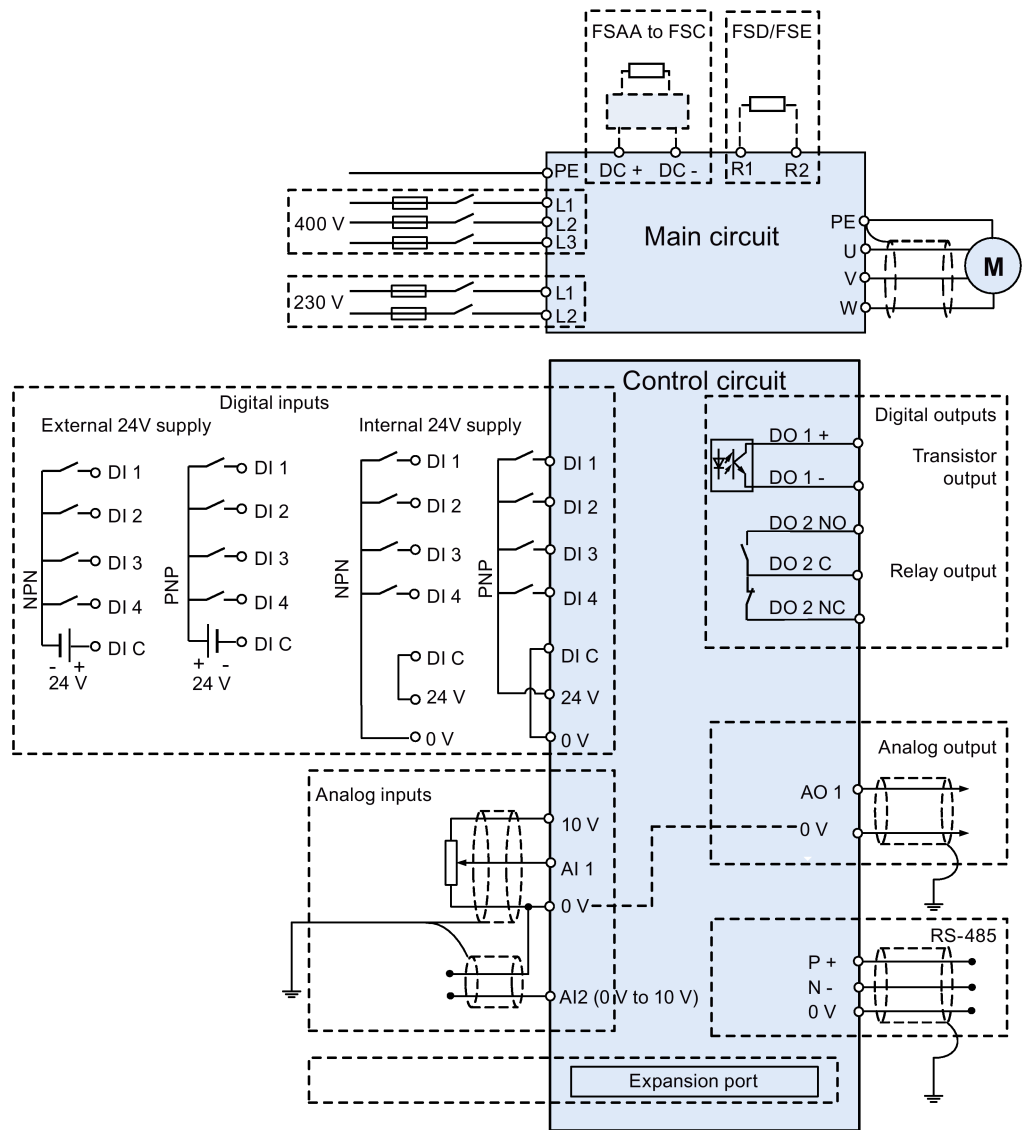 FSAA to FSC
FSD/FSE
PE
DC +
DC -
R1
R2
400 V
L1
L2
L3
Main circuit
PE
U
V
W
M
230 V
L1
L2
Control circuit
Digital inputs
External 24V supply
Internal 24V supply
NPN
DI 1
DI 2
DI 3
DI 4
DI C
- +
24 V
PNP
DI 1
DI 2
DI 3
DI 4
DI C
+ -
24 V
NPN
DI 1
DI 2
DI 3
DI 4
DI C
24 V
0 V
PNP
DI 1
DI 2
DI 3
DI 4
DI C
24 V
0 V
Digital outputs
DO 1 +
Transistor
output
DO 1 -
DO 2 NO
DO 2 C
Relay output
DO 2 NC
Analog output
AO 1
0 V
Analog inputs
10 V
AI 1
0 V
AI2 (0 V to 10 V)
RS-485
P +
N -
0 V
Expansion port